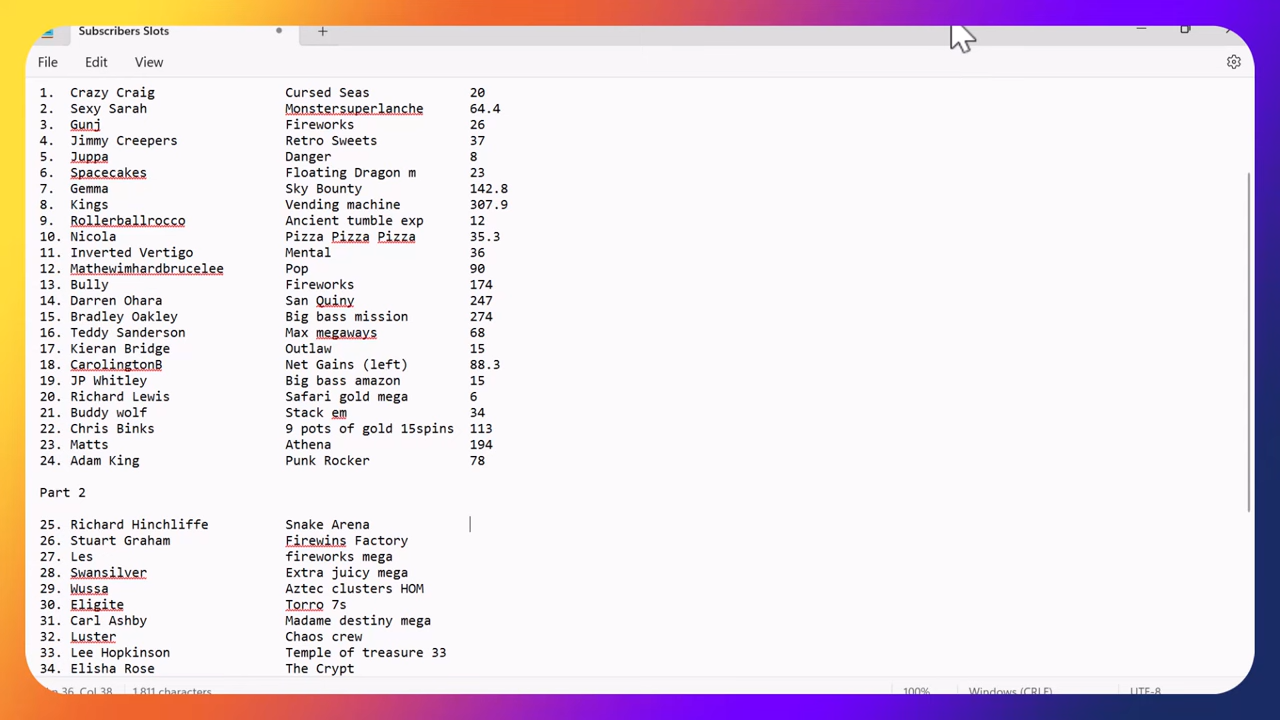 Subscribers Slots
File Edit View
1. Crazy Craig Cursed Seas 20
2. Sexy Sarah Monstersuperlanche 64.4
3. Gunj Fireworks 26
4. Jimmy Creepers Retro Sweets 37
5. Juppa Danger 8
6. Spacecakes Floating Dragon m 23
7. Gemma Sky Bounty 142.8
8. Kings Vending machine 307.9
9. Rollerballrocco Ancient tumble exp 12
10. Nicola Pizza Pizza Pizza 35.3
11. Inverted Vertigo Mental 36
12. Mathewimhardbrucelee Pop 90
13. Bully Fireworks 174
14. Darren Ohara San Quiny 247
15. Bradley Oakley Big bass mission 274
16. Teddy Sanderson Max megaways 68
17. Kieran Bridge Outlaw 15
18. CarolingtonB Net Gains (left) 88.3
19. JP Whitley Big bass amazon 15
20. Richard Lewis Safari gold mega 6
21. Buddy wolf Stack em 34
22. Chris Binks 9 pots of gold 15spins 113
23. Matts Athena 194
24. Adam King Punk Rocker 78
Part 2
25. Richard Hinchliffe Snake Arena
26. Stuart Graham Firewins Factory
27. Les fireworks mega
28. Swansilver Extra juicy mega
29. Wussa Aztec clusters HOM
30. Eligite Torro 7s
31. Carl Ashby Madame destiny mega
32. Luster Chaos crew
33. Lee Hopkinson Temple of treasure 33
34. Elisha Rose The Crypt
36, Col 38 1,811 characters 100% Windows (CRLF) UTF-8